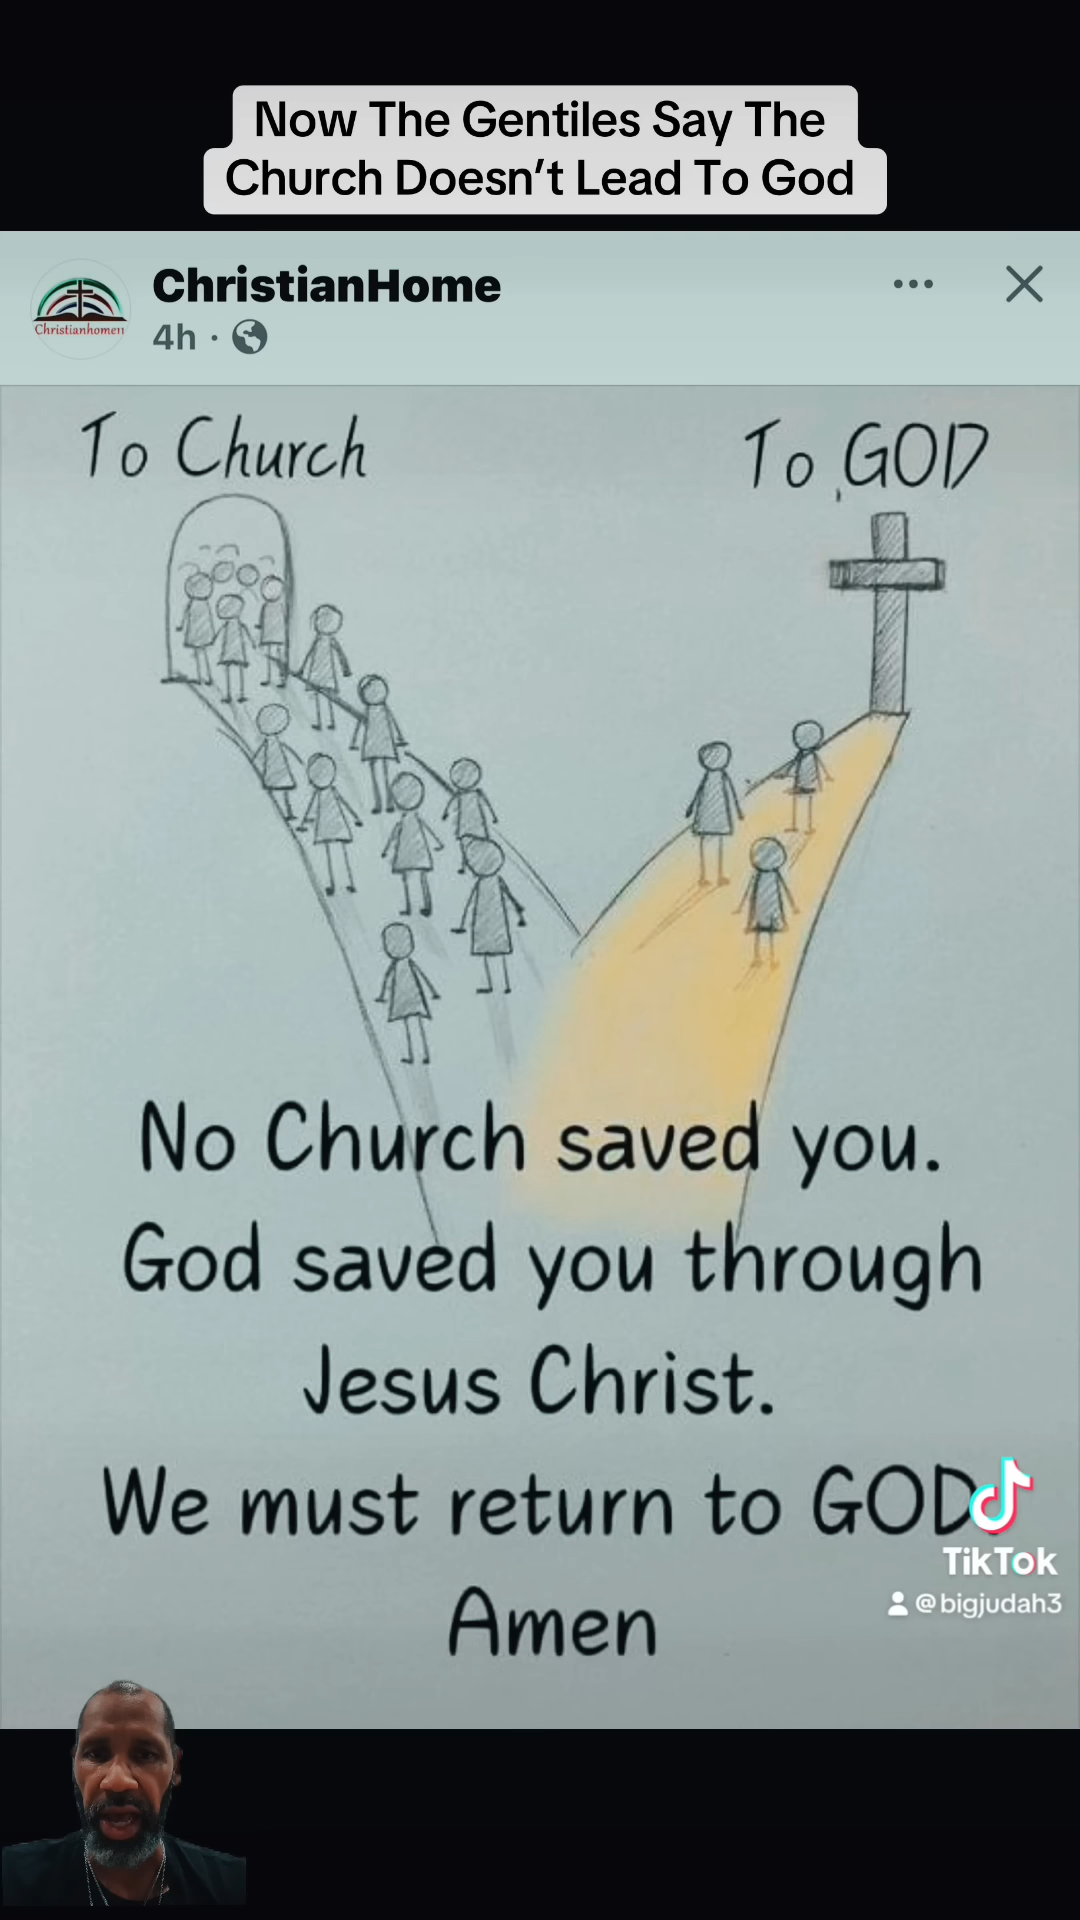 Now The Gentiles Say The
Church Doesn't Lead To God
ChristianHome
Christianhome11
4h ·
To Church
To GOD
No Church saved you.
God saved you through
Jesus Christ.
We must return to GOD.
Amen
TikTok
@bigjudah3